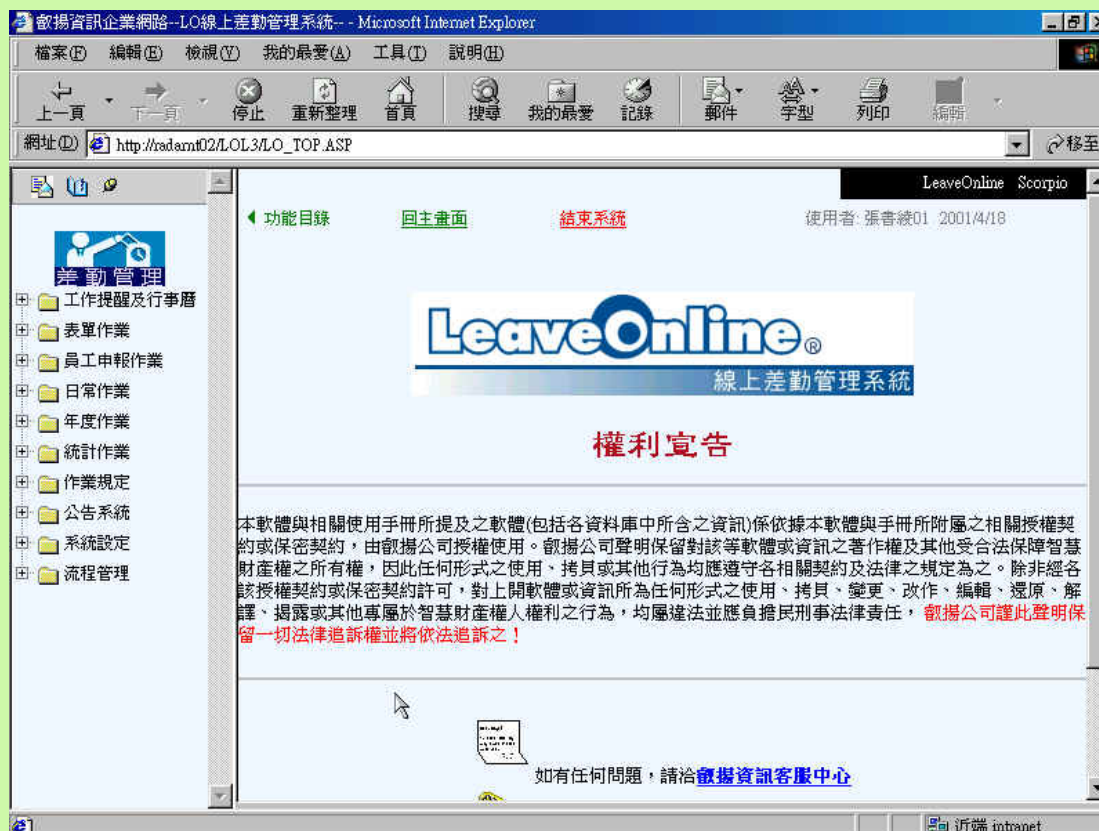 叡揚資訊企業網路--LO線上差勤管理系統-- - Microsoft Internet Explorer
檔案(F) 編輯(E) 檢視(V) 我的最愛(A) 工具(T) 說明(H)
上一頁 下一頁 停止 重新整理 首頁 搜尋 我的最愛 記錄 郵件 字型 列印 編輯
網址(D) http://radarnt02/LOL3/LO_TOP.ASP 移至
LeaveOnline Scorpio
功能目錄 回主畫面 結束系統 使用者: 張書綾01 2001/4/18
差勤管理
工作提醒及行事曆
表單作業
員工申報作業
日常作業
年度作業
統計作業
作業規定
公告系統
系統設定
流程管理
LeaveOnline®
線上差勤管理系統
權利宣告
本軟體與相關使用手冊所提及之軟體(包括各資料庫中所含之資訊)係依據本軟體與手冊所附屬之相關授權契
約或保密契約，由叡揚公司授權使用。叡揚公司聲明保留對該等軟體或資訊之著作權及其他受合法保障智慧
財產權之所有權，因此任何形式之使用、拷貝或其他行為均應遵守各相關契約及法律之規定為之。除非經各
該授權契約或保密契約許可，對上開軟體或資訊所為任何形式之使用、拷貝、變更、改作、編輯、還原、解
譯、揭露或其他專屬於智慧財產權人權利之行為，均屬違法並應負擔民刑事法律責任， 叡揚公司謹此聲明保
留一切法律追訴權並將依法追訴之！
如有任何問題，請洽叡揚資訊客服中心
近端 intranet